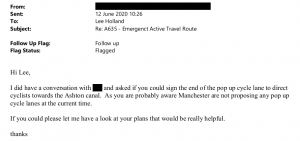 From:
Sent: 12 June 2020 10:26
To: Lee Holland
Subject: Re: A635 - Emergenct Active Travel Route
Follow Up Flag: Follow up
Flag Status: Flagged
Hi Lee,
I did have a conversation with and asked if you could sign the end of the pop up cycle lane to direct
cyclists towards the Ashton canal. As you are probably aware Manchester are not proposing any pop up
cycle lanes at the current time.
If you could please let me have a look at your plans that would be really helpful.
thanks